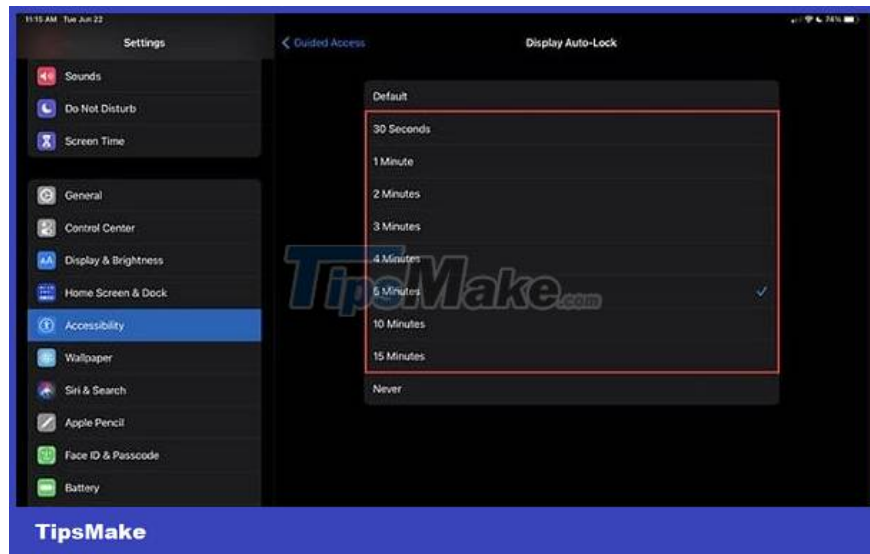 11:15 AM Tue Jun 22
74%
Settings
Guided Access
Display Auto-Lock
Sounds
Do Not Disturb
Screen Time
General
Control Center
Display & Brightness
Home Screen & Dock
Accessibility
Wallpaper
Siri & Search
Apple Pencil
Face ID & Passcode
Battery
Default
30 Seconds
1 Minute
2 Minutes
3 Minutes
4 Minutes
5 Minutes
10 Minutes
15 Minutes
Never
TipsMake.com
TipsMake